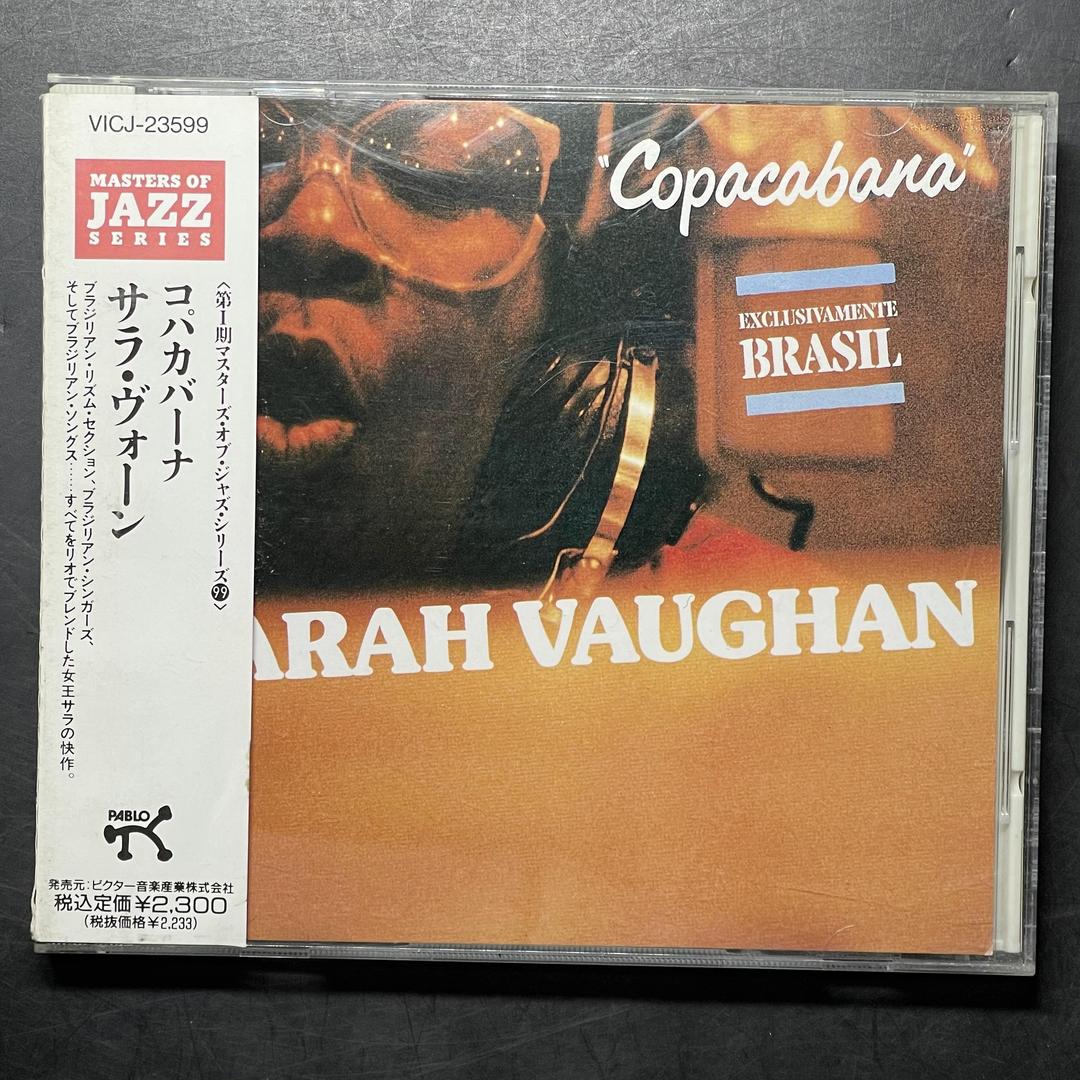 VICJ-23599
MASTERS OF
JAZZ
SERIES
〈第Ⅰ期マスターズ・オブ・ジャズ・シリーズ99〉
コパカバーナ
サラ・ヴォーン
ブラジリアン・リズム・セクション、ブラジリアン・シンガーズ、
そしてブラジリアン・ソングス……すべてをリオでブレンドした女王サラの快作。
PABLO
発売元:ビクター音楽産業株式会社
税込定価¥2,300
(税抜価格¥2,233)
"Copacabana"
EXCLUSIVAMENTE
BRASIL
ARAH VAUGHAN